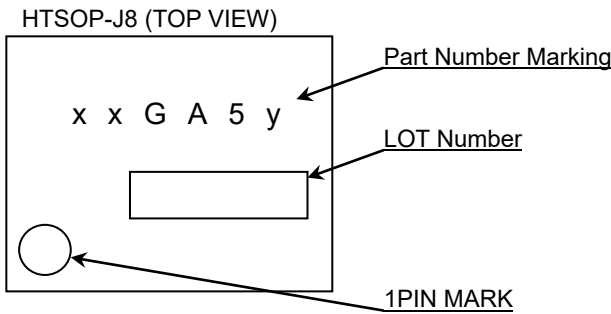 HTSOP-J8 (TOP VIEW)
Part Number Marking
x x G A 5 y
LOT Number
1PIN MARK